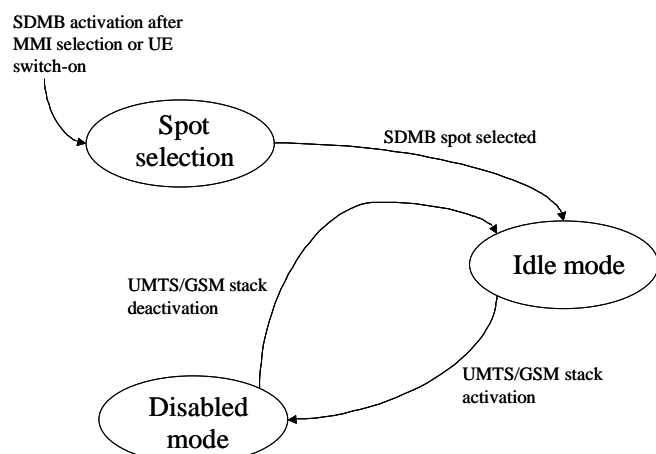 SDMB activation after
MMI selection or UE
switch-on
Spot
selection
SDMB spot selected
Idle mode
UMTS/GSM stack
deactivation
UMTS/GSM stack
activation
Disabled
mode